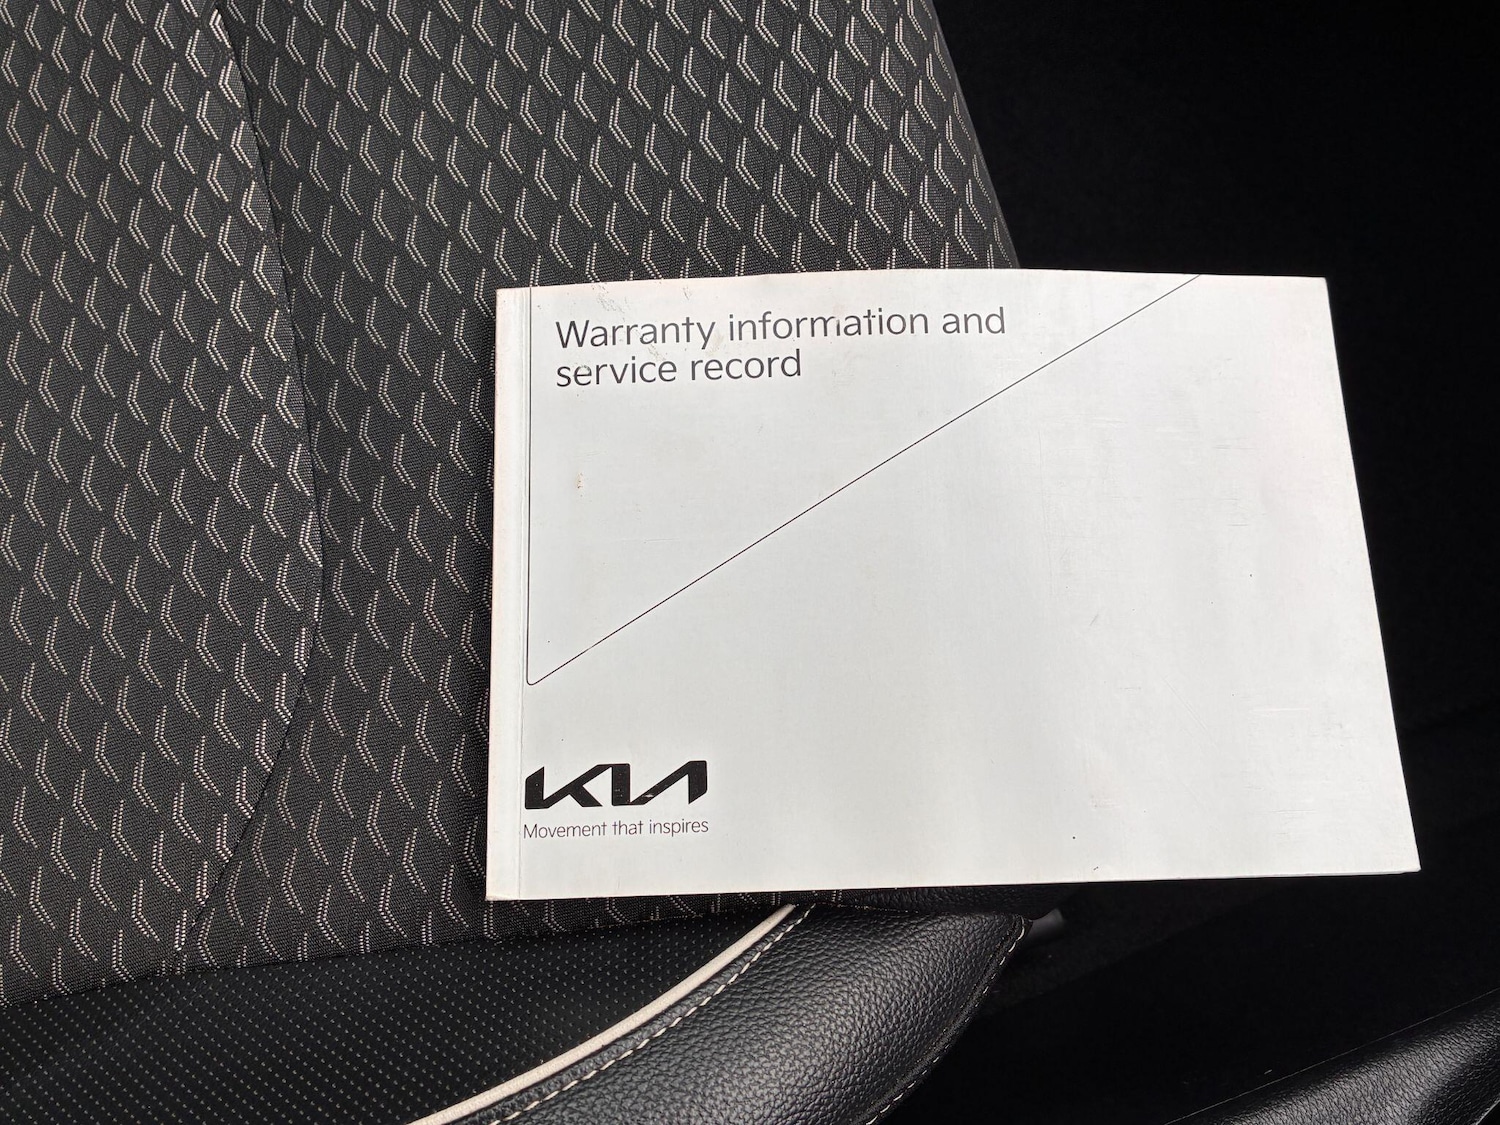 Warranty information and
service record
KIA
Movement that inspires